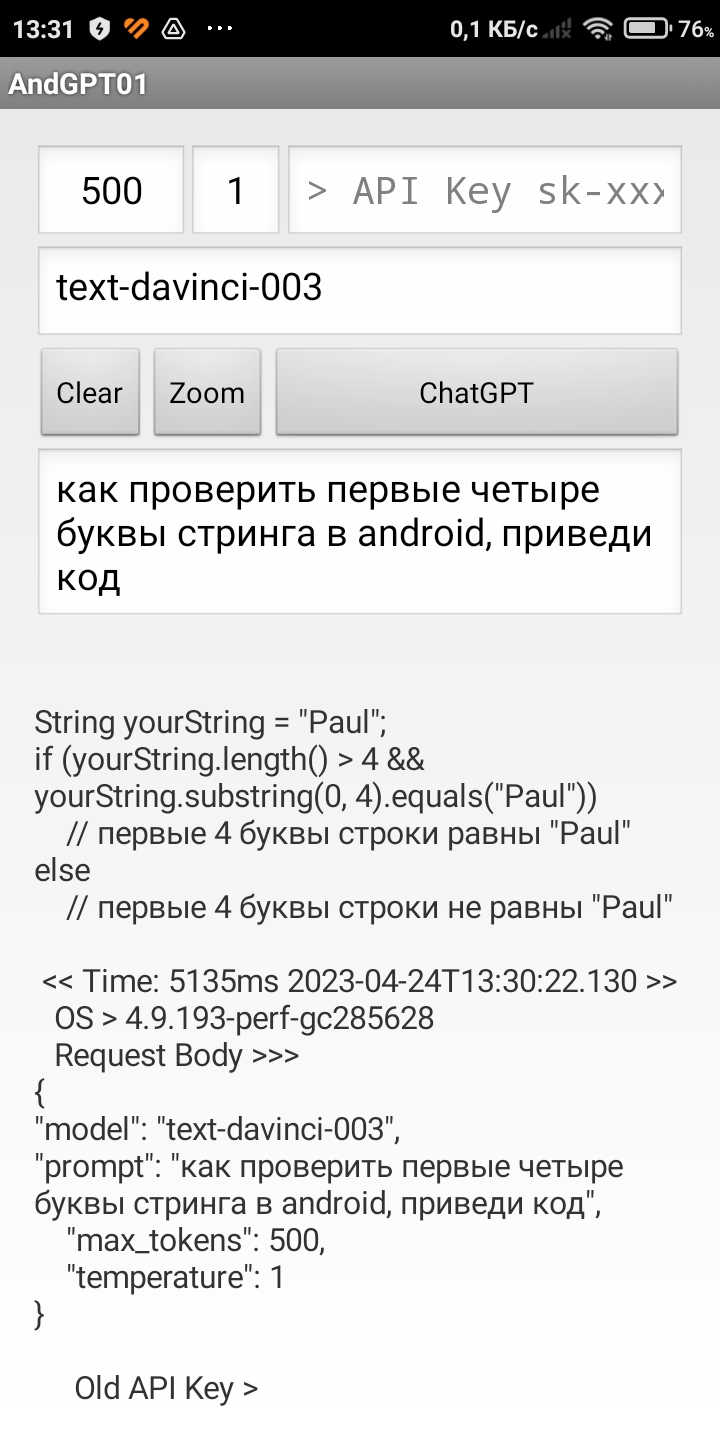 13:31 ... 0,1 КБ/с 76%
AndGPT01
500 1 > API Key sk-xxx
text-davinci-003
Clear Zoom ChatGPT
как проверить первые четыре
буквы стринга в android, приведи
код
String yourString = "Paul";
if (yourString.length() > 4 &&
yourString.substring(0, 4).equals("Paul"))
// первые 4 буквы строки равны "Paul"
else
// первые 4 буквы строки не равны "Paul"
<< Time: 5135ms 2023-04-24T13:30:22.130 >>
OS > 4.9.193-perf-gc285628
Request Body >>>
{
"model": "text-davinci-003",
"prompt": "как проверить первые четыре
буквы стринга в android, приведи код",
"max_tokens": 500,
"temperature": 1
}
Old API Key >